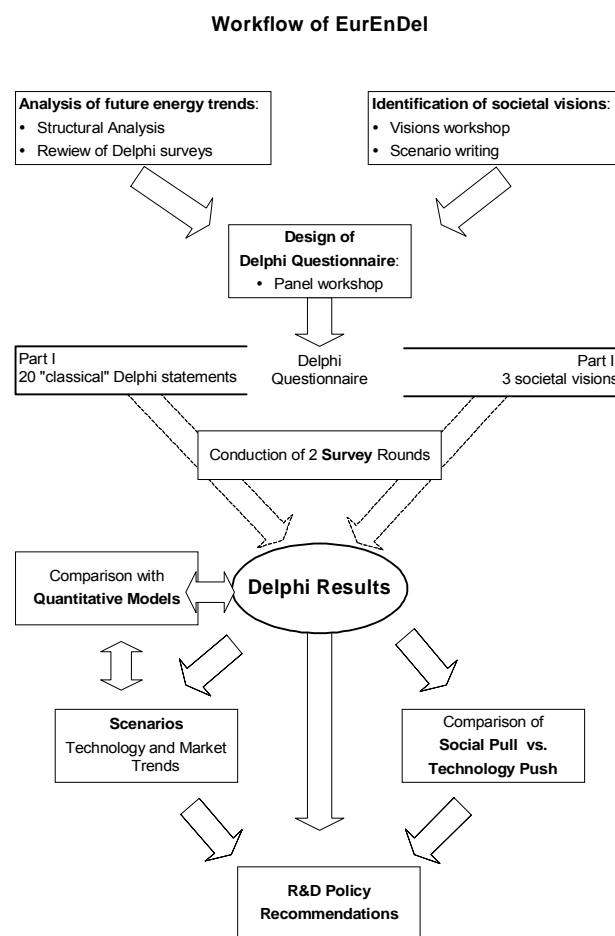 Workflow of EurEnDel
Analysis of future energy trends:
• Structural Analysis
• Rewiew of Delphi surveys
Identification of societal visions:
• Visions workshop
• Scenario writing
Design of
Delphi Questionnaire:
• Panel workshop
Part I
20 "classical" Delphi statements
Delphi
Questionnaire
Part I
3 societal visions
Conduction of 2 Survey Rounds
Comparison with
Quantitative Models
Delphi Results
Scenarios
Technology and Market
Trends
Comparison of
Social Pull vs.
Technology Push
R&D Policy
Recommendations